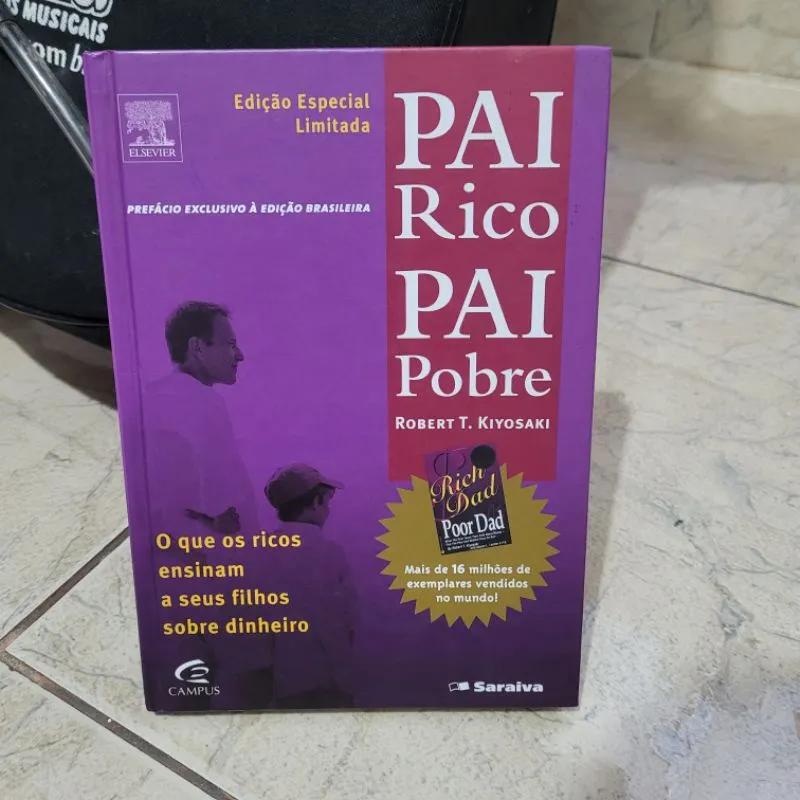 S MUSICAIS
om.b
Edição Especial
Limitada
ELSEVIER
PREFÁCIO EXCLUSIVO À EDIÇÃO BRASILEIRA
PAI
Rico
PAI
Pobre
ROBERT T. KIYOSAKI
Rich
Dad
Poor Dad
Mais de 16 milhões de
exemplares vendidos
no mundo!
O que os ricos
ensinam
a seus filhos
sobre dinheiro
CAMPUS
Saraiva